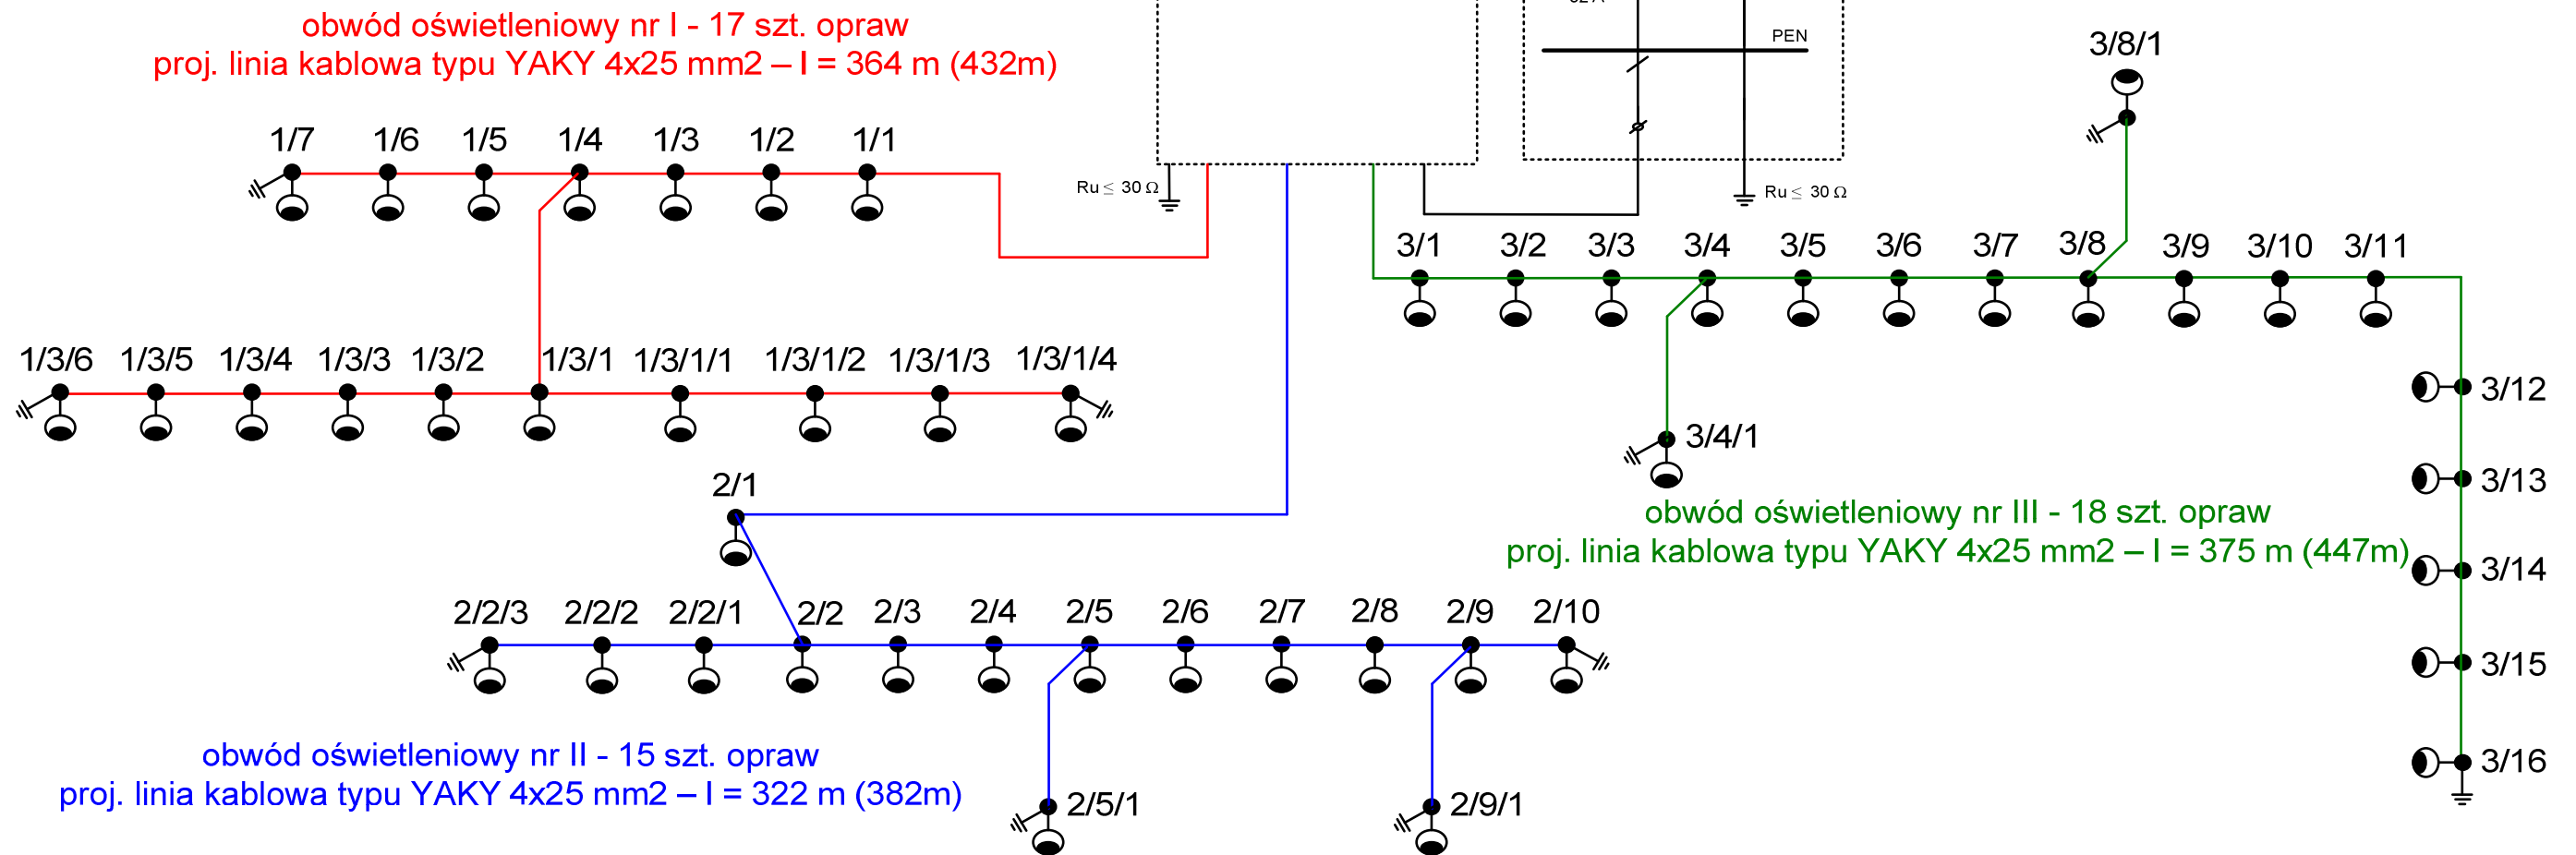 obwód oświetleniowy nr I - 17 szt. opraw
proj. linia kablowa typu YAKY 4x25 mm2 – l = 364 m (432m)
PEN
3/8/1
1/7 1/6 1/5 1/4 1/3 1/2 1/1
Ru ≤ 30 Ω
Ru ≤ 30 Ω
3/1 3/2 3/3 3/4 3/5 3/6 3/7 3/8 3/9 3/10 3/11
1/3/6 1/3/5 1/3/4 1/3/3 1/3/2 1/3/1 1/3/1/1 1/3/1/2 1/3/1/3 1/3/1/4
3/12
3/4/1
2/1
3/13
obwód oświetleniowy nr III - 18 szt. opraw
proj. linia kablowa typu YAKY 4x25 mm2 – l = 375 m (447m)
3/14
2/2/3 2/2/2 2/2/1 2/2 2/3 2/4 2/5 2/6 2/7 2/8 2/9 2/10
3/15
obwód oświetleniowy nr II - 15 szt. opraw
proj. linia kablowa typu YAKY 4x25 mm2 – l = 322 m (382m)
3/16
2/5/1
2/9/1